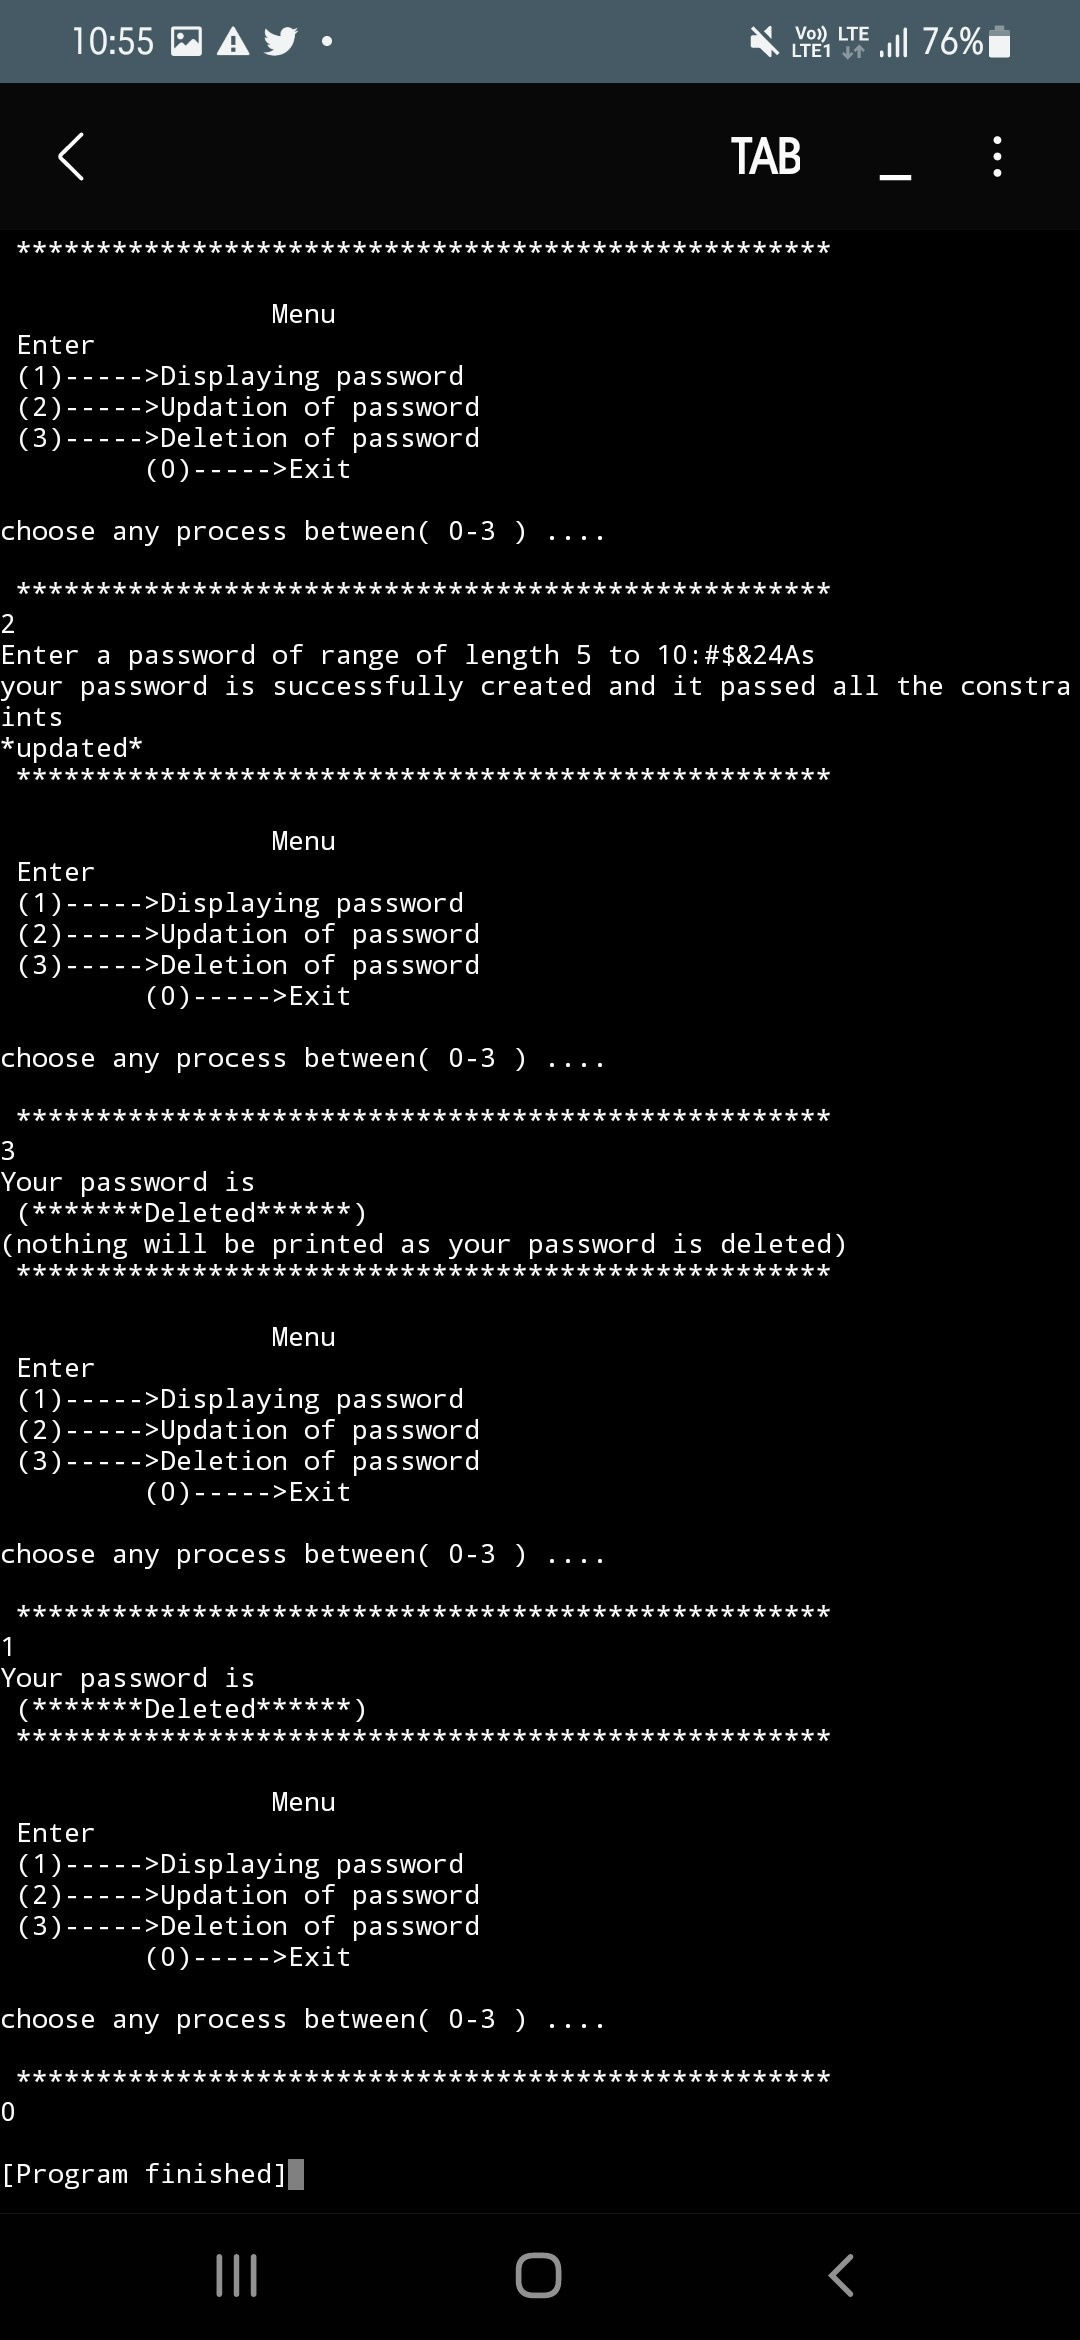 10:55 Vo)) LTE1 LTE 76%
TAB
***************************************************
Menu
Enter
(1)----->Displaying password
(2)----->Updation of password
(3)----->Deletion of password
(0)----->Exit
choose any process between( 0-3 ) ....
***************************************************
2
Enter a password of range of length 5 to 10:#$&24As
your password is successfully created and it passed all the constra
ints
*updated*
***************************************************
Menu
Enter
(1)----->Displaying password
(2)----->Updation of password
(3)----->Deletion of password
(0)----->Exit
choose any process between( 0-3 ) ....
***************************************************
3
Your password is
(*******Deleted******)
(nothing will be printed as your password is deleted)
***************************************************
Menu
Enter
(1)----->Displaying password
(2)----->Updation of password
(3)----->Deletion of password
(0)----->Exit
choose any process between( 0-3 ) ....
***************************************************
1
Your password is
(*******Deleted******)
***************************************************
Menu
Enter
(1)----->Displaying password
(2)----->Updation of password
(3)----->Deletion of password
(0)----->Exit
choose any process between( 0-3 ) ....
***************************************************
0
[Program finished]